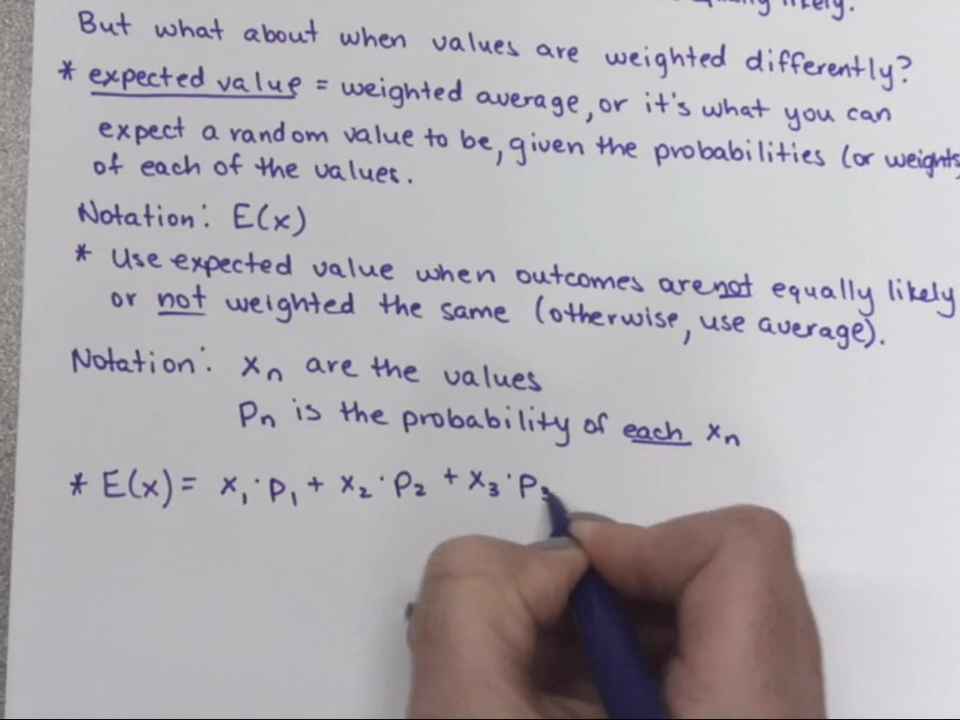 likely.
But what about when values are weighted differently?
* expected value = weighted average, or it's what you can
expect a random value to be, given the probabilities (or weights
of each of the values.
Notation: E(x)
* Use expected value when outcomes are not equally likely
or not weighted the same (otherwise, use average).
Notation: xₙ are the values
Pₙ is the probability of each xₙ
* E(x) = x₁·p₁ + x₂·p₂ + x₃·p₃